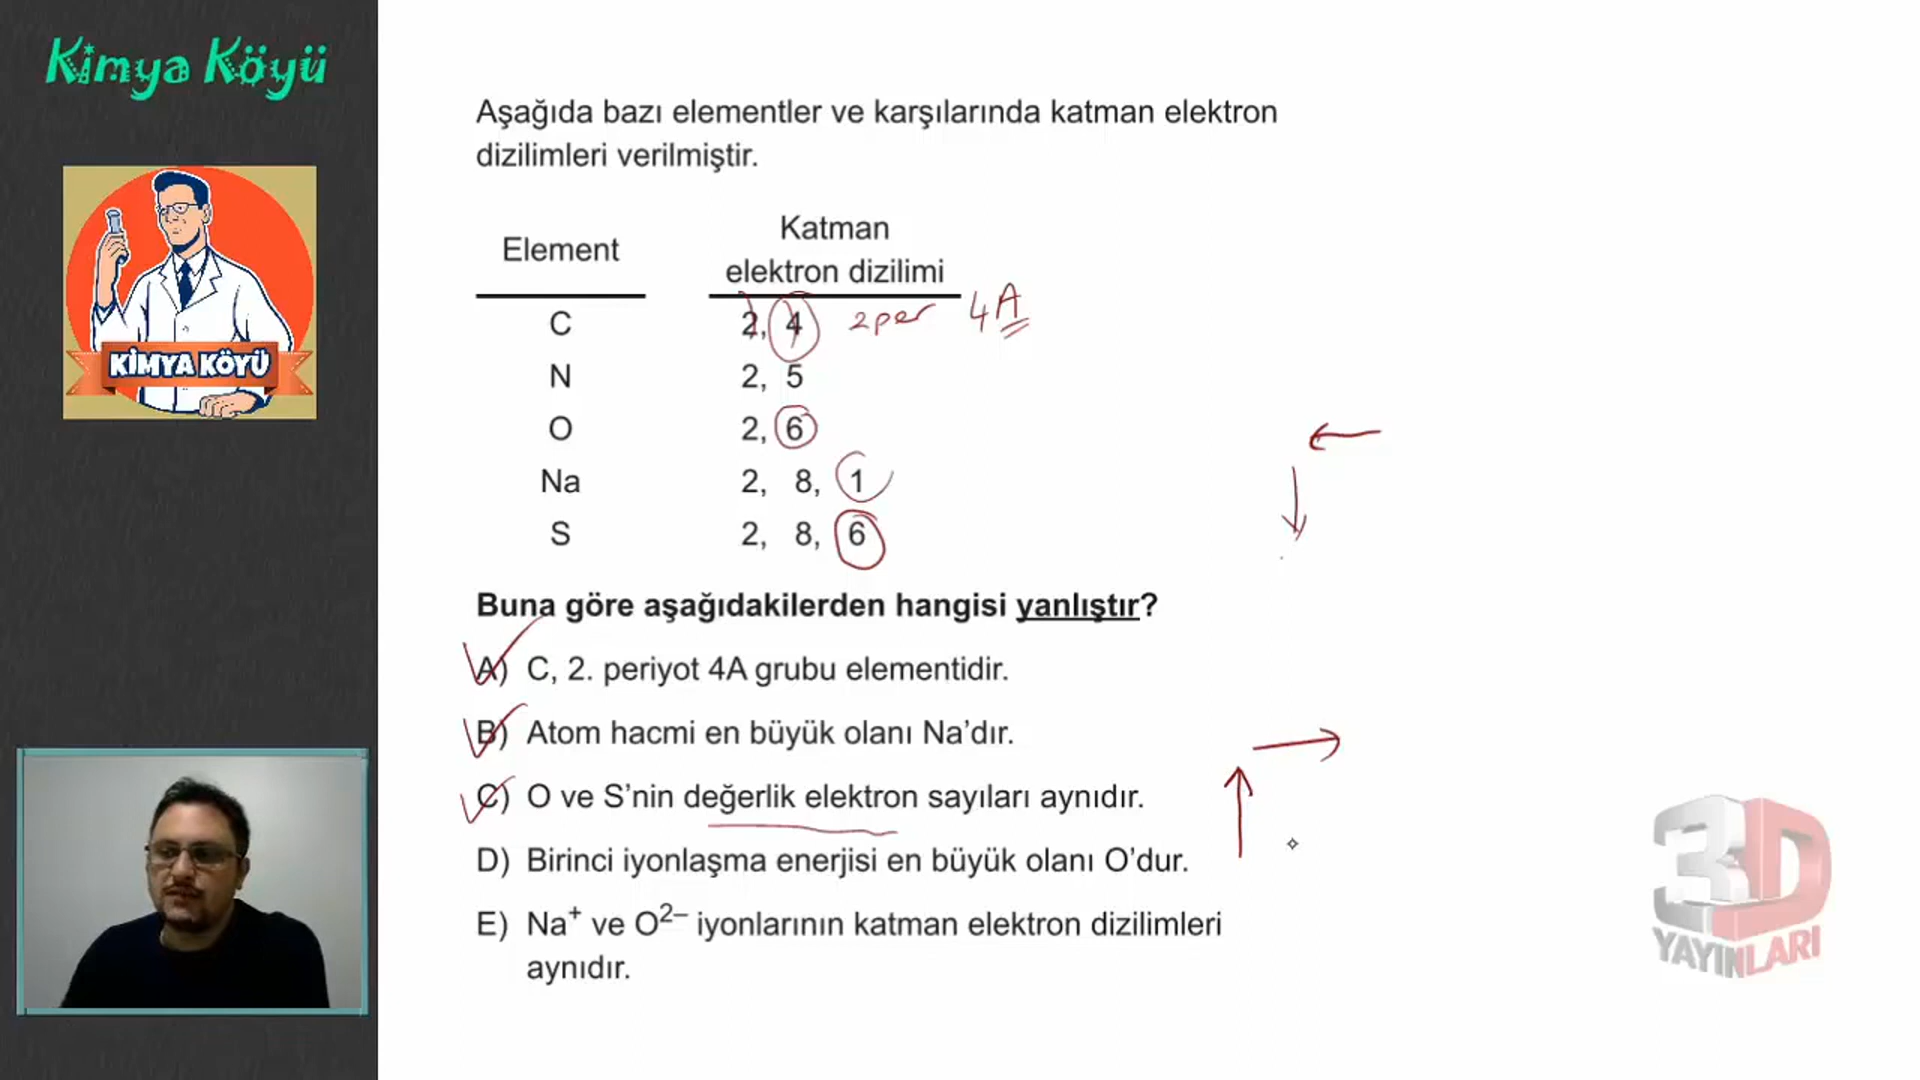 Kimya Köyü
KİMYA KÖYÜ
Aşağıda bazı elementler ve karşılarında katman elektron
dizilimleri verilmiştir.
Element
Katman
elektron dizilimi
C 2, 4 2per 4A
N 2, 5
O 2, 6
Na 2, 8, 1
S 2, 8, 6
Buna göre aşağıdakilerden hangisi yanlıştır?
A) C, 2. periyot 4A grubu elementidir.
B) Atom hacmi en büyük olanı Na’dır.
C) O ve S’nin değerlik elektron sayıları aynıdır.
D) Birinci iyonlaşma enerjisi en büyük olanı O’dur.
E) Na⁺ ve O²⁻ iyonlarının katman elektron dizilimleri
aynıdır.
3D
YAYINLARI